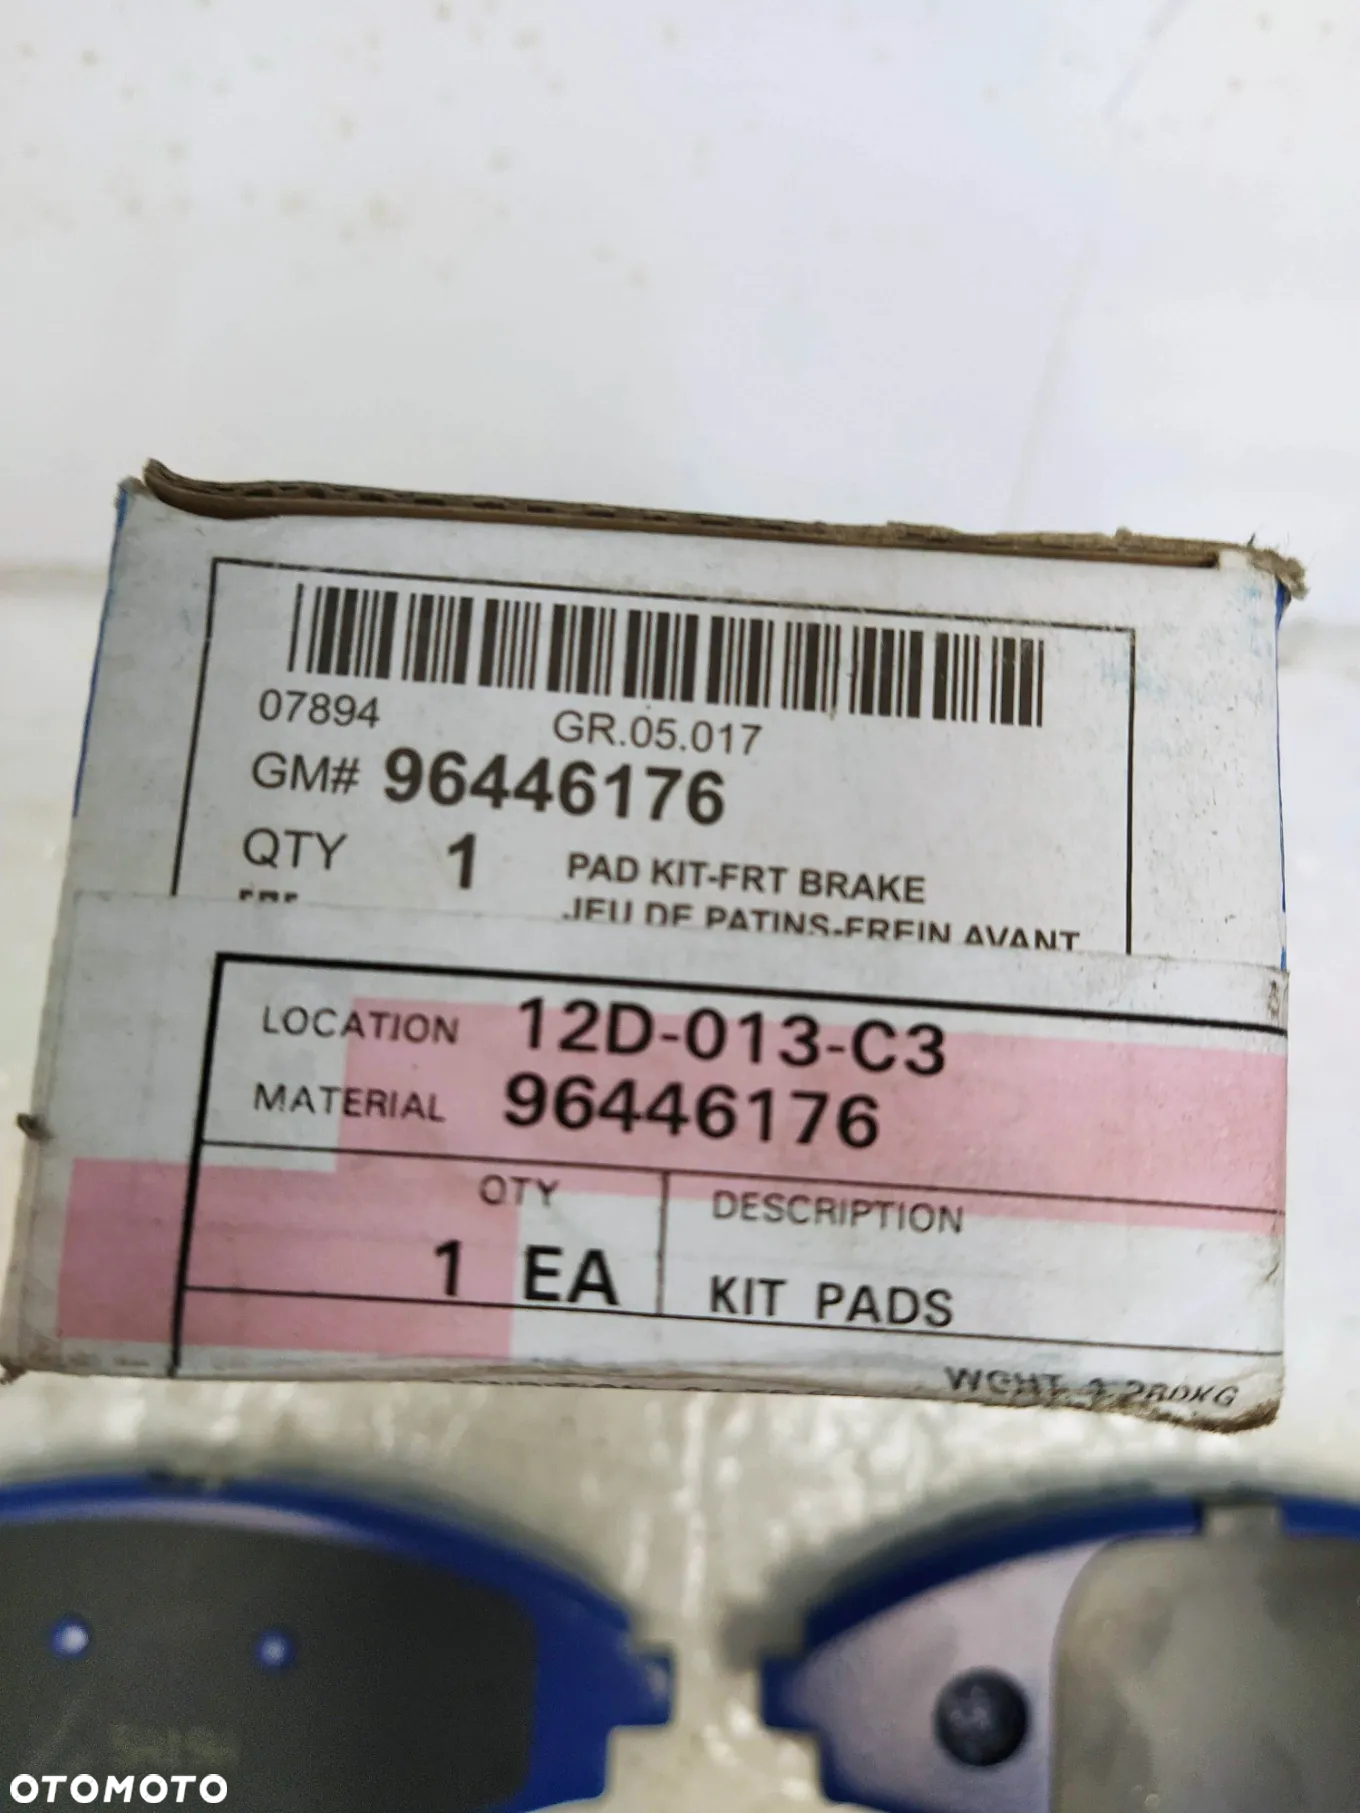 07894 GR.05.017
GM# 96446176
QTY 1 PAD KIT-FRT BRAKE
JEU DE PATINS-FREIN AVANT
LOCATION 12D-013-C3
MATERIAL 96446176
QTY DESCRIPTION
1 EA KIT PADS
WGHT
OTOMOTO